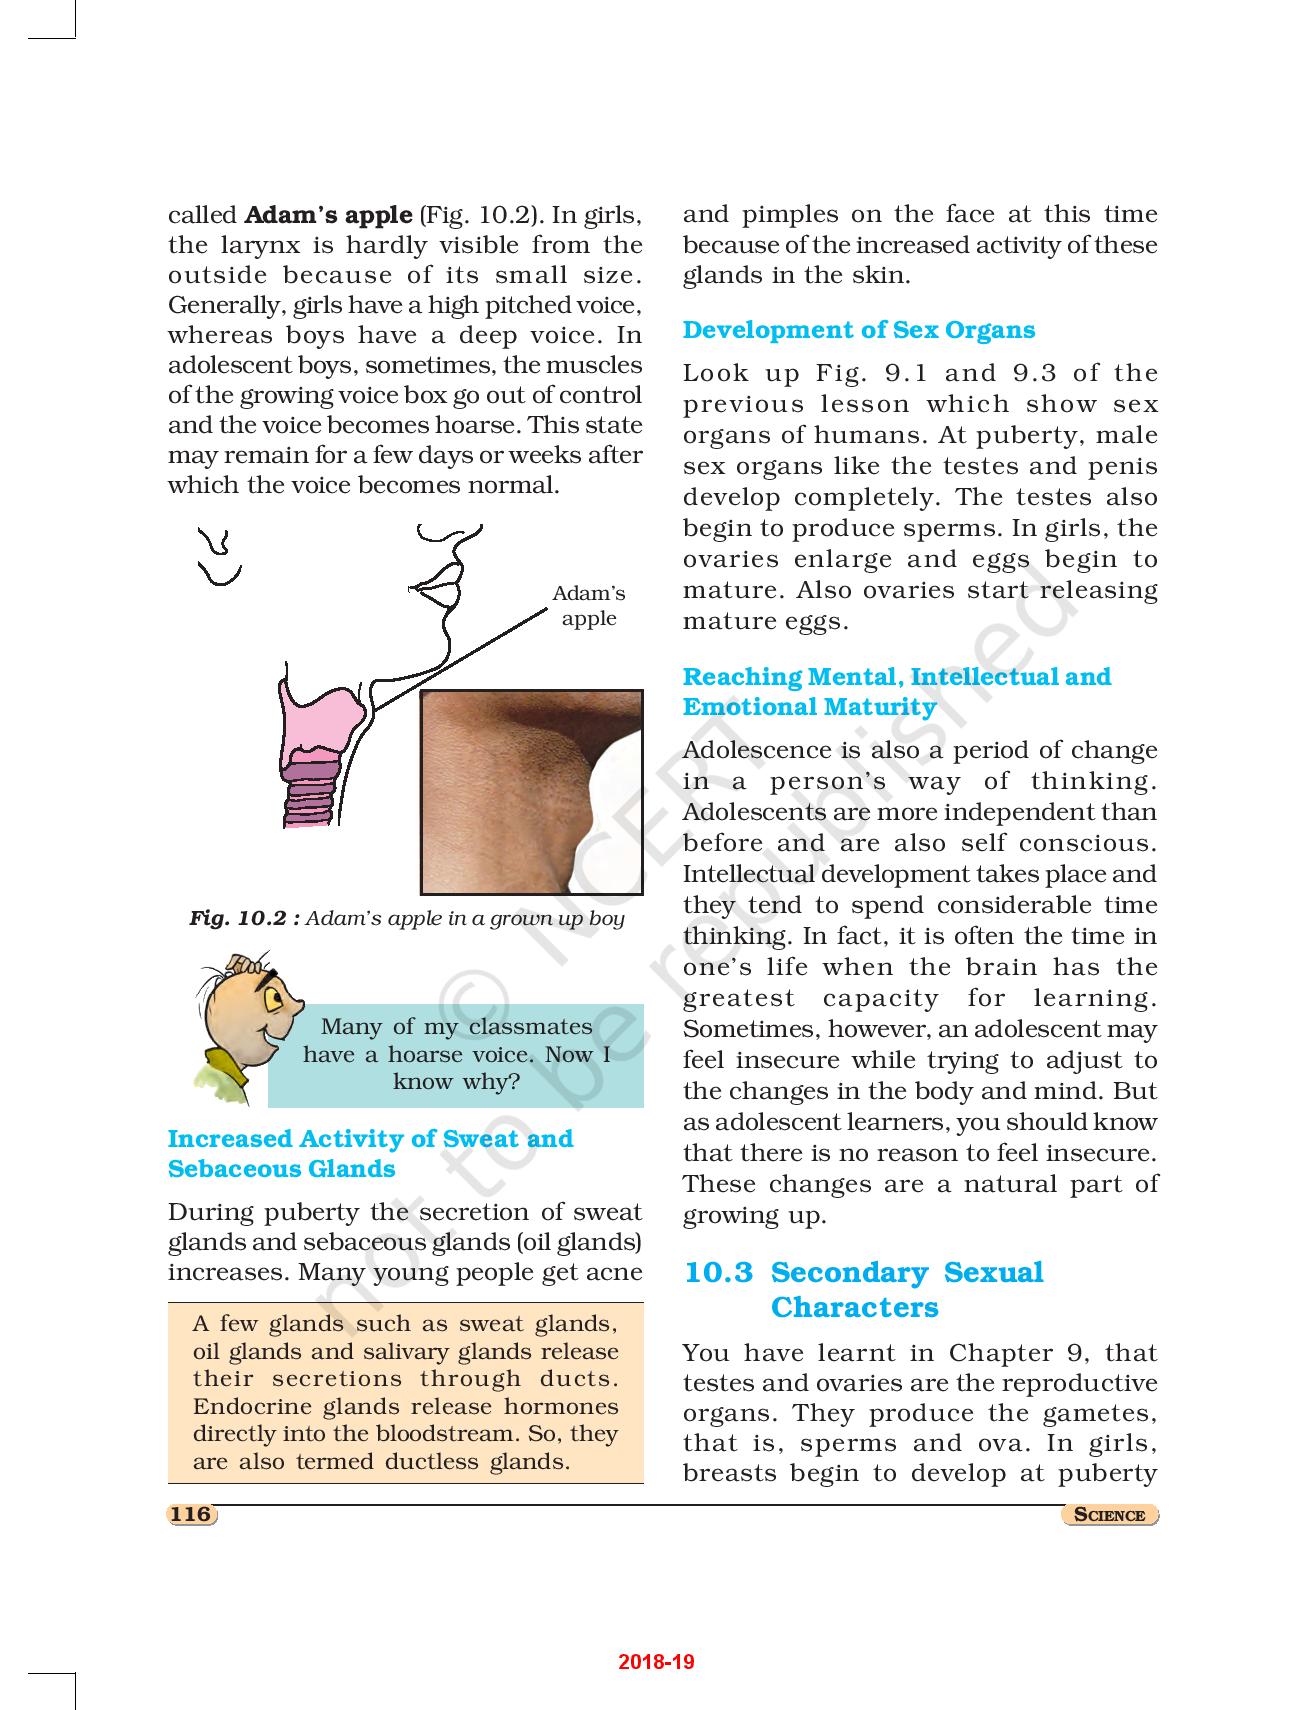 called Adam's apple (Fig. 10.2). In girls,
the larynx is hardly visible from the
outside because of its small size.
Generally, girls have a high pitched voice,
whereas boys have a deep voice. In
adolescent boys, sometimes, the muscles
of the growing voice box go out of control
and the voice becomes hoarse. This state
may remain for a few days or weeks after
which the voice becomes normal.
Adam's
apple
Fig. 10.2 : Adam's apple in a grown up boy
Many of my classmates
have a hoarse voice. Now I
know why?
Increased Activity of Sweat and
Sebaceous Glands
During puberty the secretion of sweat
glands and sebaceous glands (oil glands)
increases. Many young people get acne
A few glands such as sweat glands,
oil glands and salivary glands release
their secretions through ducts.
Endocrine glands release hormones
directly into the bloodstream. So, they
are also termed ductless glands.
and pimples on the face at this time
because of the increased activity of these
glands in the skin.
Development of Sex Organs
Look up Fig. 9.1 and 9.3 of the
previous lesson which show sex
organs of humans. At puberty, male
sex organs like the testes and penis
develop completely. The testes also
begin to produce sperms. In girls, the
ovaries enlarge and eggs begin to
mature. Also ovaries start releasing
mature eggs.
Reaching Mental, Intellectual and
Emotional Maturity
Adolescence is also a period of change
in a person's way of thinking.
Adolescents are more independent than
before and are also self conscious.
Intellectual development takes place and
they tend to spend considerable time
thinking. In fact, it is often the time in
one's life when the brain has the
greatest capacity for learning.
Sometimes, however, an adolescent may
feel insecure while trying to adjust to
the changes in the body and mind. But
as adolescent learners, you should know
that there is no reason to feel insecure.
These changes are a natural part of
growing up.
10.3 Secondary Sexual
Characters
You have learnt in Chapter 9, that
testes and ovaries are the reproductive
organs. They produce the gametes,
that is, sperms and ova. In girls,
breasts begin to develop at puberty
© NCERT
not to be republished
116
SCIENCE
2018-19